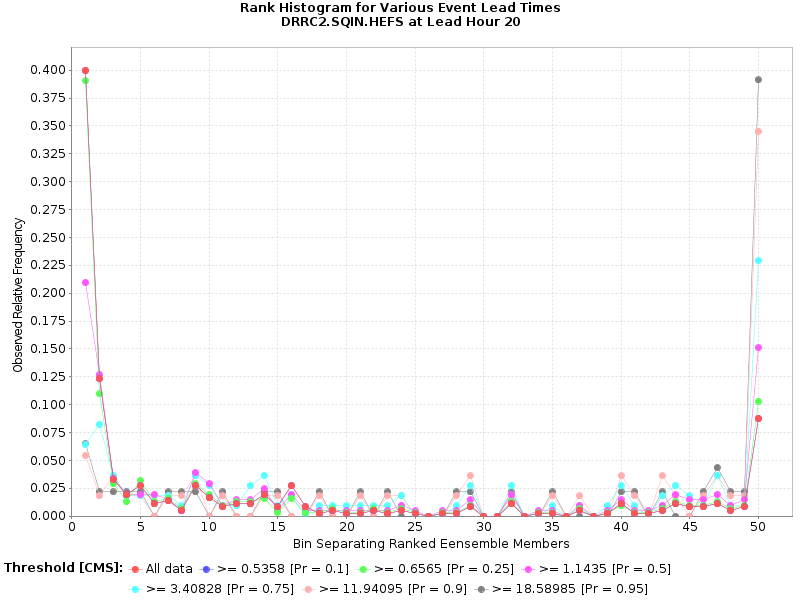 Rank Histogram for Various Event Lead Times
DRRC2.SQIN.HEFS at Lead Hour 20
Observed Relative Frequency
0.400
0.375
0.350
0.325
0.300
0.275
0.250
0.225
0.200
0.175
0.150
0.125
0.100
0.075
0.050
0.025
0.000
0 5 10 15 20 25 30 35 40 45 50
Bin Separating Ranked Eensemble Members
Threshold [CMS]: All data >= 0.5358 [Pr = 0.1] >= 0.6565 [Pr = 0.25] >= 1.1435 [Pr = 0.5]
>= 3.40828 [Pr = 0.75] >= 11.94095 [Pr = 0.9] >= 18.58985 [Pr = 0.95]